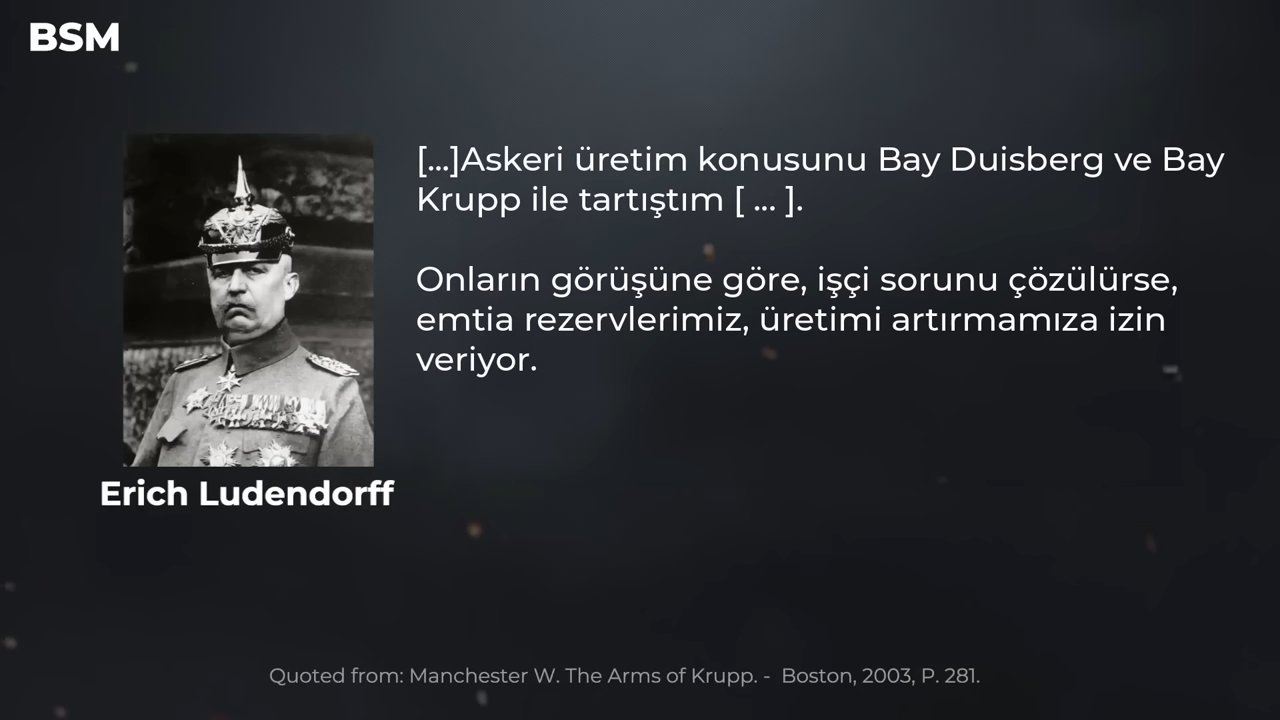 BSM
[...]Askeri üretim konusunu Bay Duisberg ve Bay
Krupp ile tartıştım [ ... ].
Onların görüşüne göre, işçi sorunu çözülürse,
emtia rezervlerimiz, üretimi artırmamıza izin
veriyor.
Erich Ludendorff
Quoted from: Manchester W. The Arms of Krupp. - Boston, 2003, P. 281.